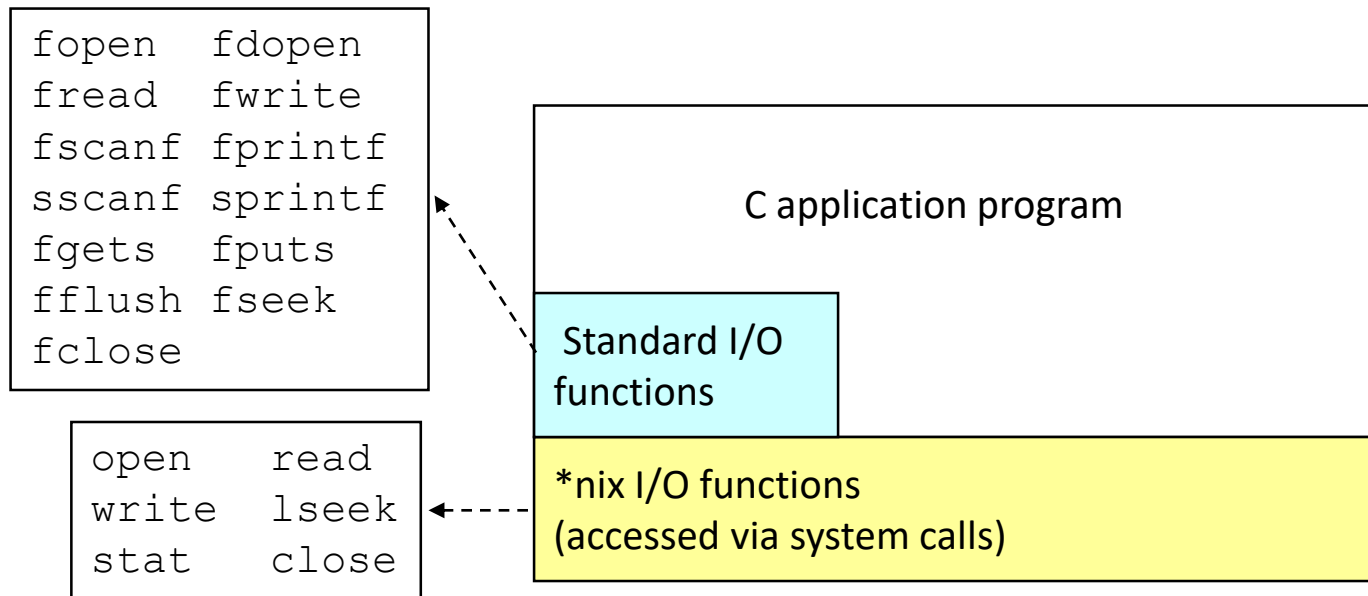 fopen fdopen
fread fwrite
fscanf fprintf
sscanf sprintf
fgets fputs
fflush fseek
fclose
C application program
Standard I/O
functions
open read
write lseek
stat close
*nix I/O functions
(accessed via system calls)